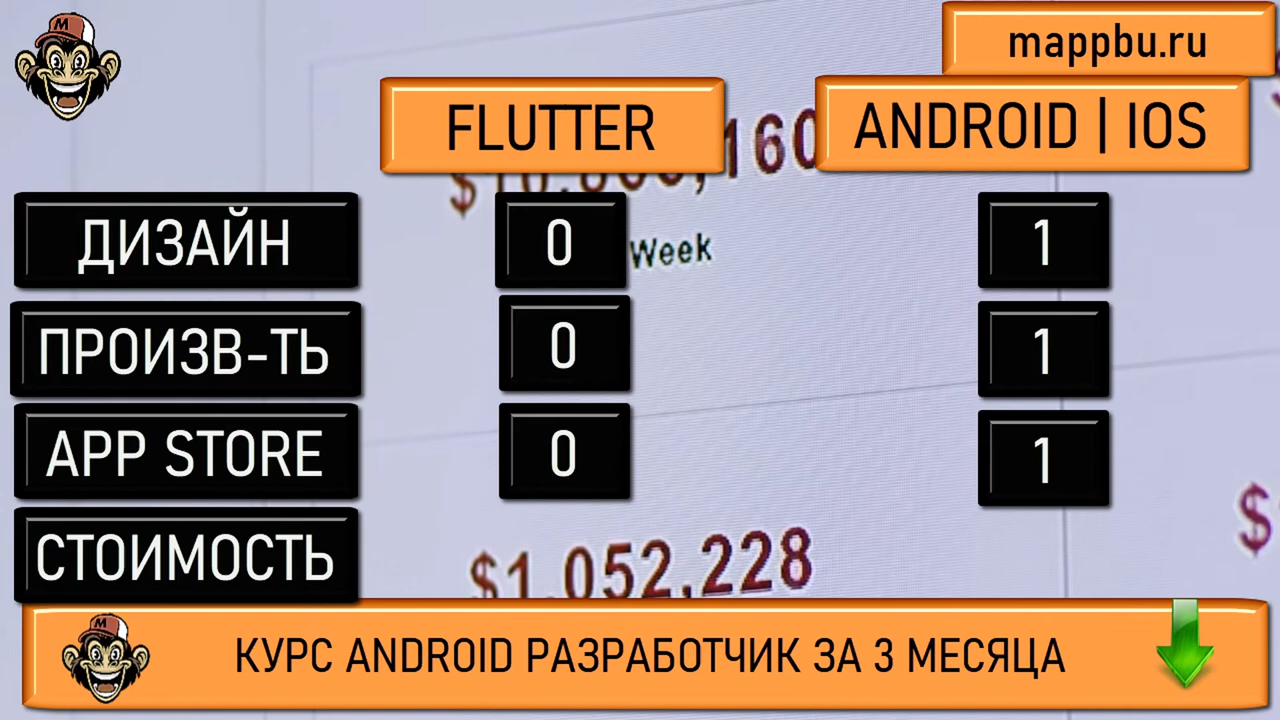 mappbu.ru
FLUTTER
ANDROID | IOS
160
Week
ДИЗАЙН 0 1
ПРОИЗВ-ТЬ 0 1
APP STORE 0 1
СТОИМОСТЬ
$1,052,228
$
КУРС ANDROID РАЗРАБОТЧИК ЗА 3 МЕСЯЦА
M
M